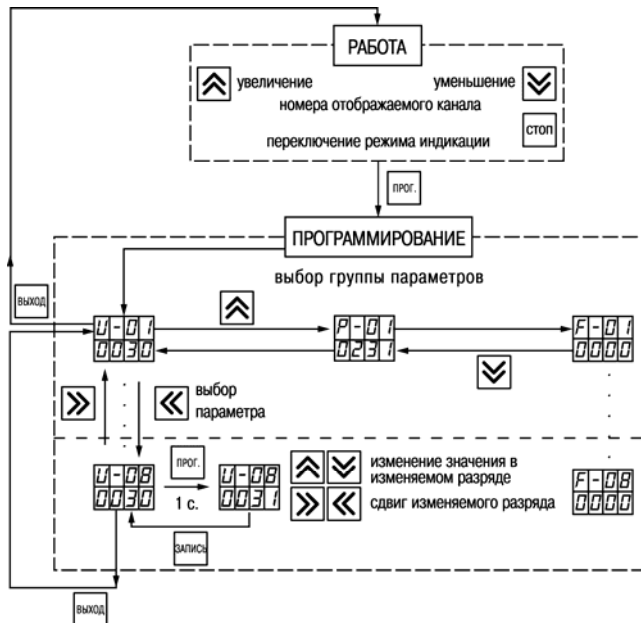 РАБОТА
увеличение
уменьшение
номера отображаемого канала
переключение режима индикации
СТОП
ПРОГ.
ПРОГРАММИРОВАНИЕ
выбор группы параметров
ВЫХОД
U-01
0030
P-01
0231
F-01
0000
выбор
параметра
U-08
0030
ПРОГ.
1 с.
U-08
0031
изменение значения в
изменяемом разряде
сдвиг изменяемого разряда
F-08
0000
ЗАПИСЬ
ВЫХОД